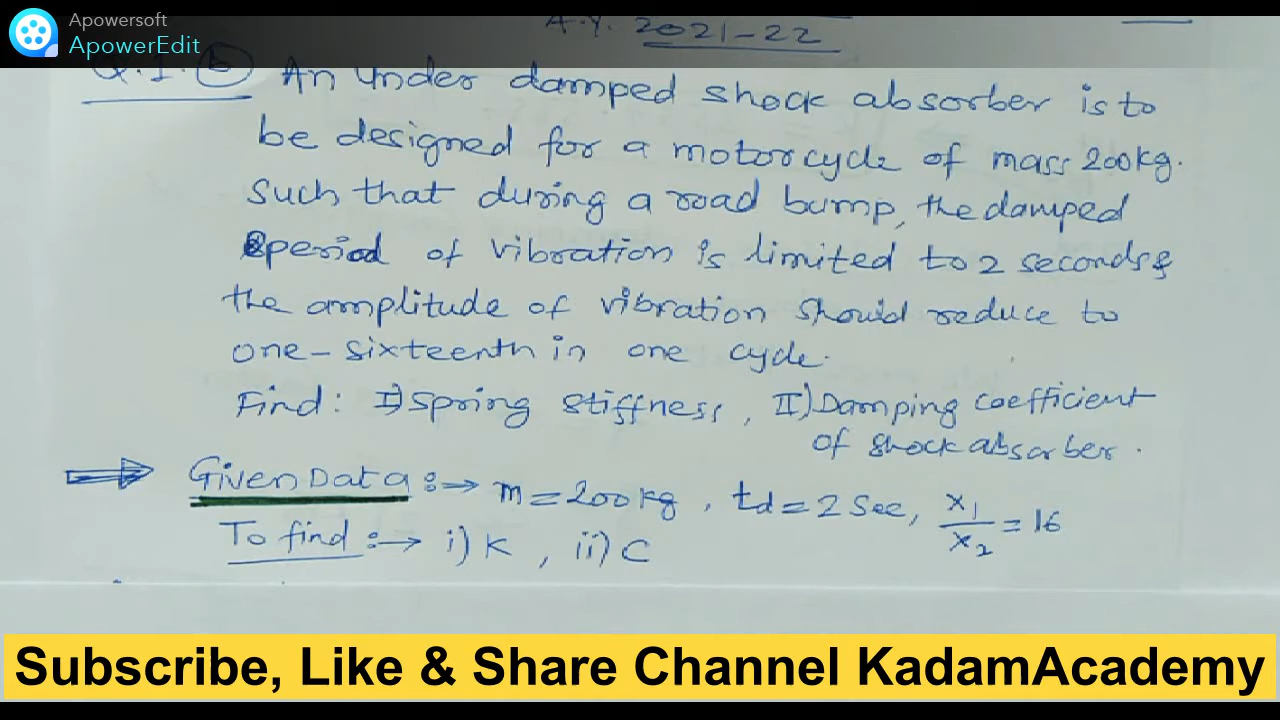 Apowersoft
ApowerEdit
A.Y. 2021-22
Q.1. (b) An under damped shock absorber is to
be designed for a motorcycle of mass 200kg.
Such that during a road bump, the damped
period of vibration is limited to 2 seconds &
the amplitude of vibration should reduce to
one-sixteenth in one cycle.
Find: I) Spring stiffness, II) Damping coefficient
of shock absorber.
Given Data :→ m = 200 kg, td = 2 Sec, x1/x2 = 16
To find :→ i) K, ii) C
Subscribe, Like & Share Channel KadamAcademy